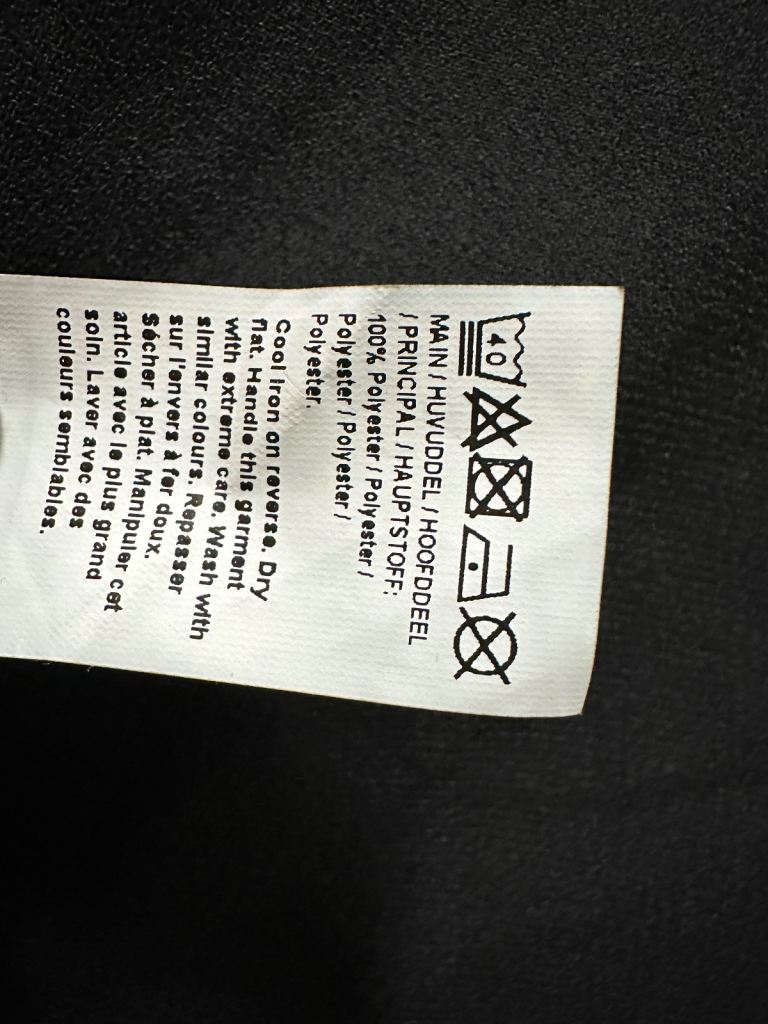 40
MAIN / HUVUDDEL / HOOFDDEEL
/ PRINCIPAL / HAUPTSTOFF:
100% Polyester / Polyester /
Polyester / Polyester /
Polyester.
Cool iron on reverse. Dry
flat. Handle this garment
with extreme care. Wash with
similar colours. Repasser
sur l'envers à fer doux.
Sécher à plat. Manipuler cet
article avec le plus grand
soin. Laver avec des
couleurs semblables.